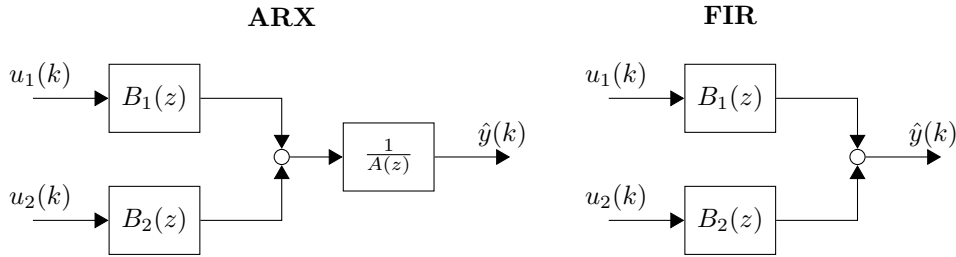 ARX
u₁(k)
B₁(z)
1/A(z)
ŷ(k)
u₂(k)
B₂(z)
FIR
u₁(k)
B₁(z)
ŷ(k)
u₂(k)
B₂(z)